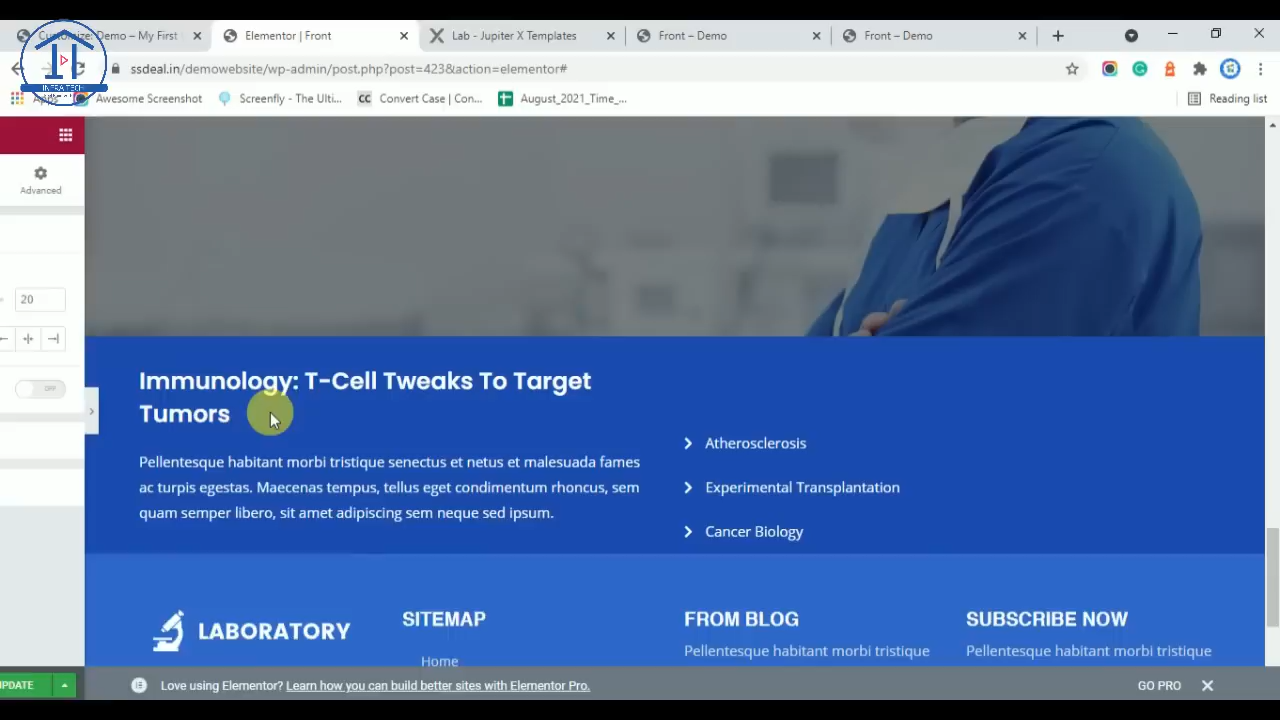 Customize: Demo – My First
Elementor | Front
Lab - Jupiter X Templates
Front – Demo
Front – Demo
ssdeal.in/demowebsite/wp-admin/post.php?post=423&action=elementor#
INFRA TECH
Apps
Awesome Screenshot
Screenfly - The Ulti...
CC Convert Case | Con...
August_2021_Time_...
Reading list
Advanced
20
OFF
Immunology: T-Cell Tweaks To Target
Tumors
Pellentesque habitant morbi tristique senectus et netus et malesuada fames
ac turpis egestas. Maecenas tempus, tellus eget condimentum rhoncus, sem
quam semper libero, sit amet adipiscing sem neque sed ipsum.
Atherosclerosis
Experimental Transplantation
Cancer Biology
LABORATORY
SITEMAP
Home
FROM BLOG
Pellentesque habitant morbi tristique
SUBSCRIBE NOW
Pellentesque habitant morbi tristique
UPDATE
Love using Elementor? Learn how you can build better sites with Elementor Pro.
GO PRO